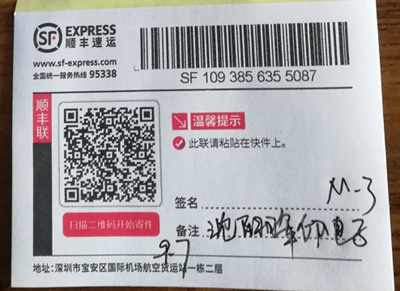 SF EXPRESS
顺丰速运
www.sf-express.com
全国统一服务热线 95338
SF 109 385 635 5087
顺丰联
温馨提示
此联请粘贴在快件上。
扫描二维码开始寄件
签名
M-3
备注
9-7
地址:深圳市宝安区国际机场航空货运站一栋二层